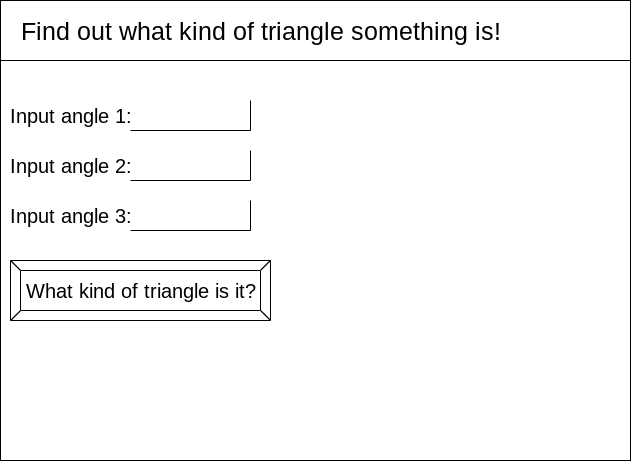 Find out what kind of triangle something is!
Input angle 1:
Input angle 2:
Input angle 3:
What kind of triangle is it?